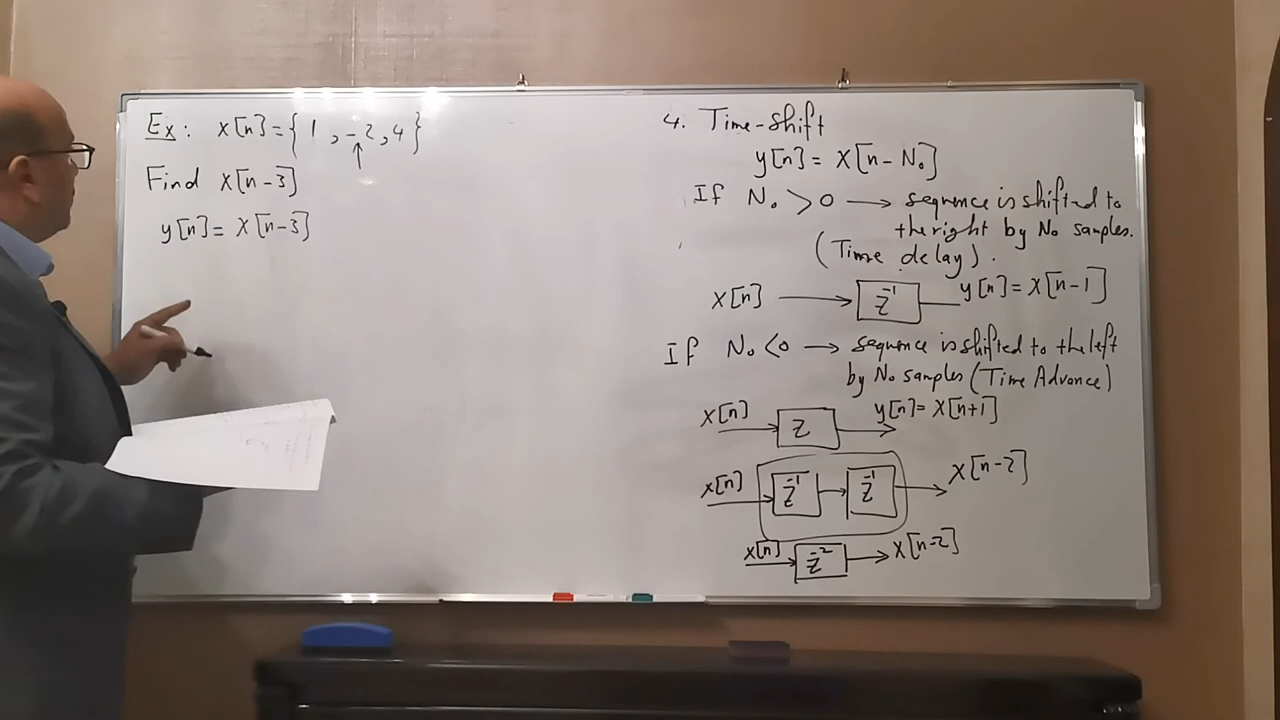 Ex: x[n] = { 1 , -2 , 4 }
↑
Find x[n-3]
y[n] = x[n-3]
4. Time-shift
y[n] = x[n - N₀]
If N₀ > 0 → sequence is shifted to
the right by N₀ samples.
(Time delay).
x[n] → z⁻¹ y[n] = x[n-1]
If N₀ < 0 → sequence is shifted to the left
by N₀ samples (Time Advance)
x[n] → z → y[n] = x[n+1]
x[n] → z⁻¹ → z⁻¹ → x[n-2]
x[n] → z⁻² → x[n-2]